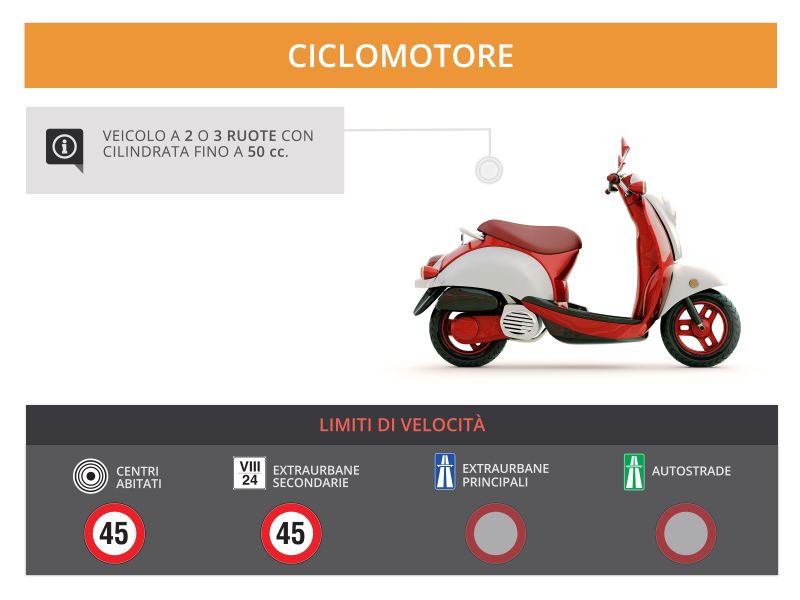 CICLOMOTORE
VEICOLO A 2 O 3 RUOTE CON
CILINDRATA FINO A 50 cc.
LIMITI DI VELOCITÀ
CENTRI
ABITATI
VIII
24
EXTRAURBANE
SECONDARIE
EXTRAURBANE
PRINCIPALI
AUTOSTRADE
45
45